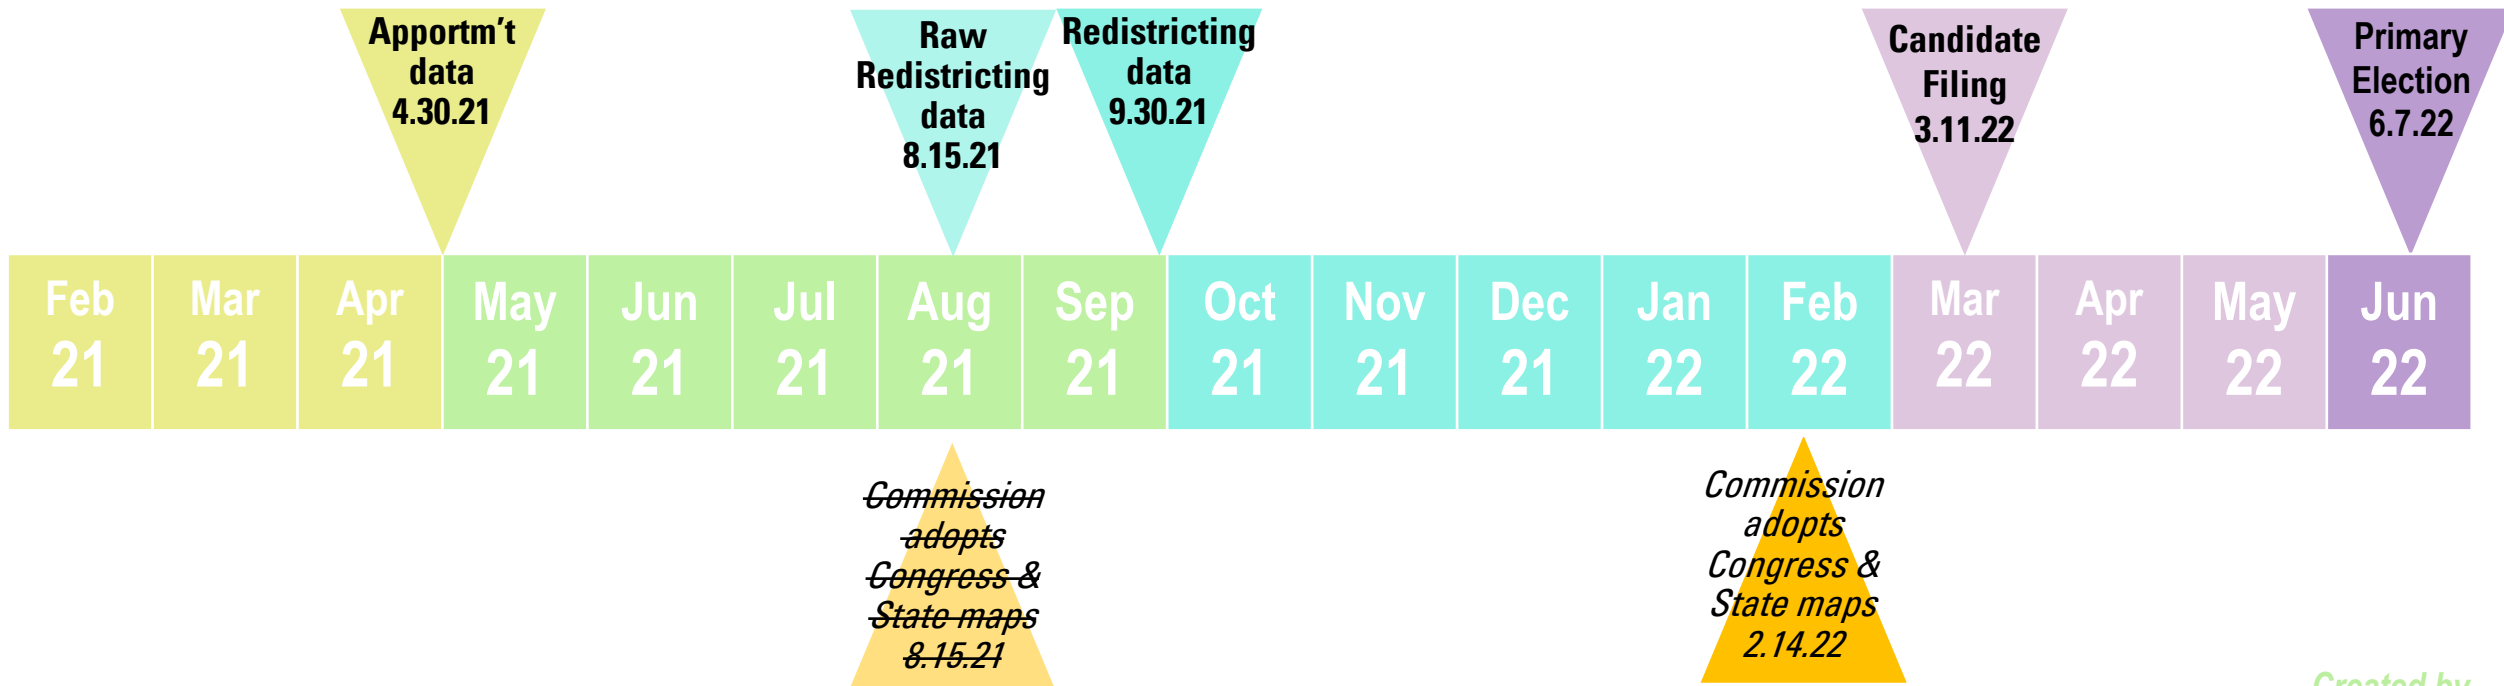 Apportm't
data
4.30.21
Raw
Redistricting
data
8.15.21
Redistricting
data
9.30.21
Candidate
Filing
3.11.22
Primary
Election
6.7.22
Feb
21
Mar
21
Apr
21
May
21
Jun
21
Jul
21
Aug
21
Sep
21
Oct
21
Nov
21
Dec
21
Jan
22
Feb
22
Mar
22
Apr
22
May
22
Jun
22
Commission
adopts
Congress &
State maps
8.15.21
Commission
adopts
Congress &
State maps
2.14.22
Created by